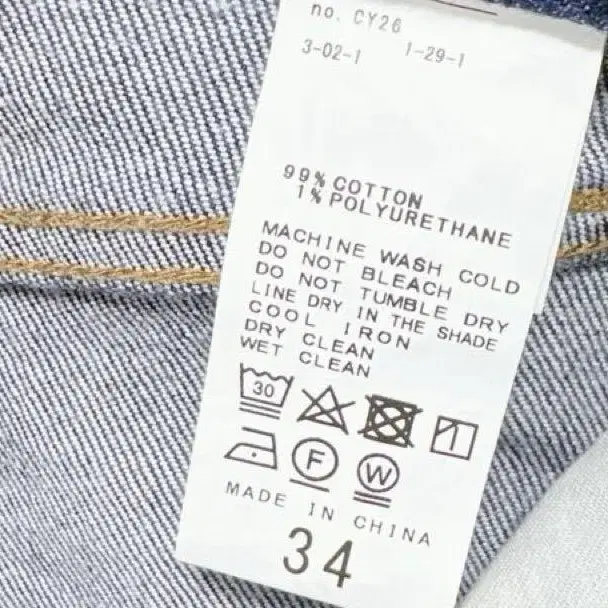 no. CY26
3-02-1 1-29-1
99% COTTON
1% POLYURETHANE
MACHINE WASH COLD
DO NOT BLEACH
DO NOT TUMBLE DRY
LINE DRY IN THE SHADE
COOL IRON
DRY CLEAN
WET CLEAN
30
F W
MADE IN CHINA
34